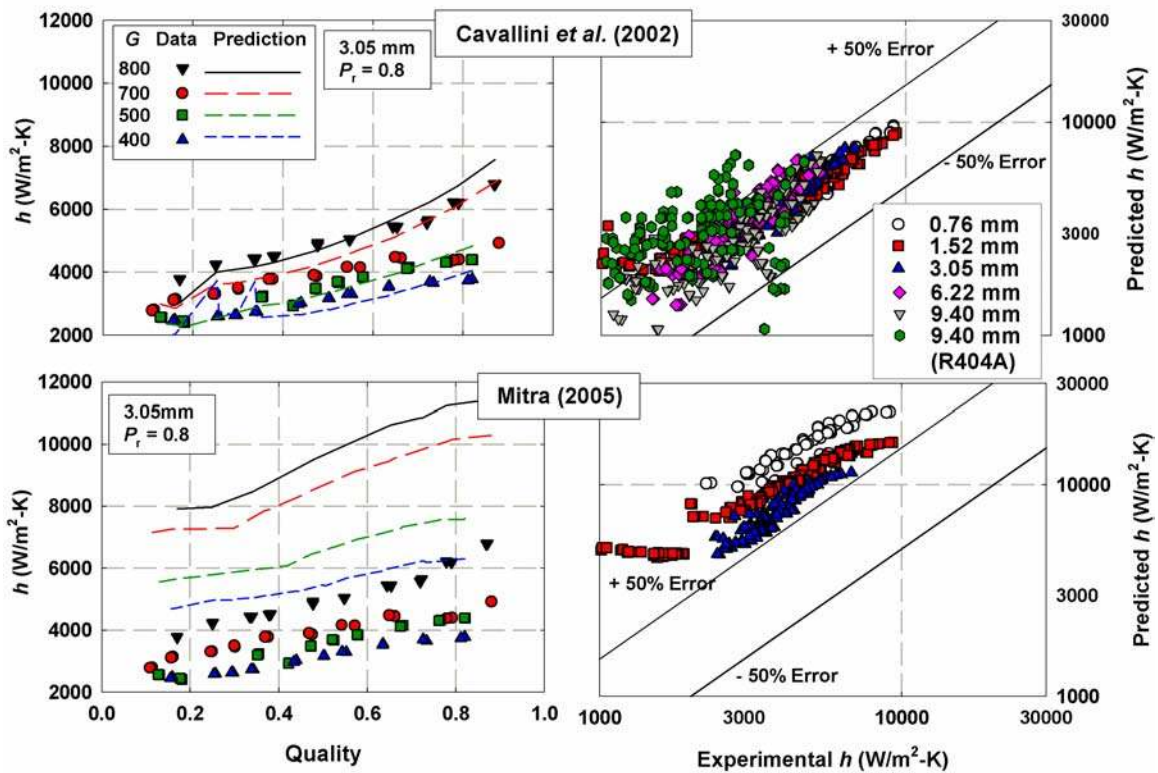 Cavallini et al. (2002)
G Data Prediction
800
700
500
400
3.05 mm
Pr = 0.8
12000
10000
8000
6000
4000
2000
h (W/m²-K)
+ 50% Error
- 50% Error
30000
10000
3000
1000
Predicted h (W/m²-K)
0.76 mm
1.52 mm
3.05 mm
6.22 mm
9.40 mm
9.40 mm
(R404A)
Mitra (2005)
3.05mm
Pr = 0.8
12000
10000
8000
6000
4000
2000
h (W/m²-K)
0.0 0.2 0.4 0.6 0.8 1.0
Quality
+ 50% Error
- 50% Error
30000
10000
3000
1000
Predicted h (W/m²-K)
1000 3000 10000 30000
Experimental h (W/m²-K)